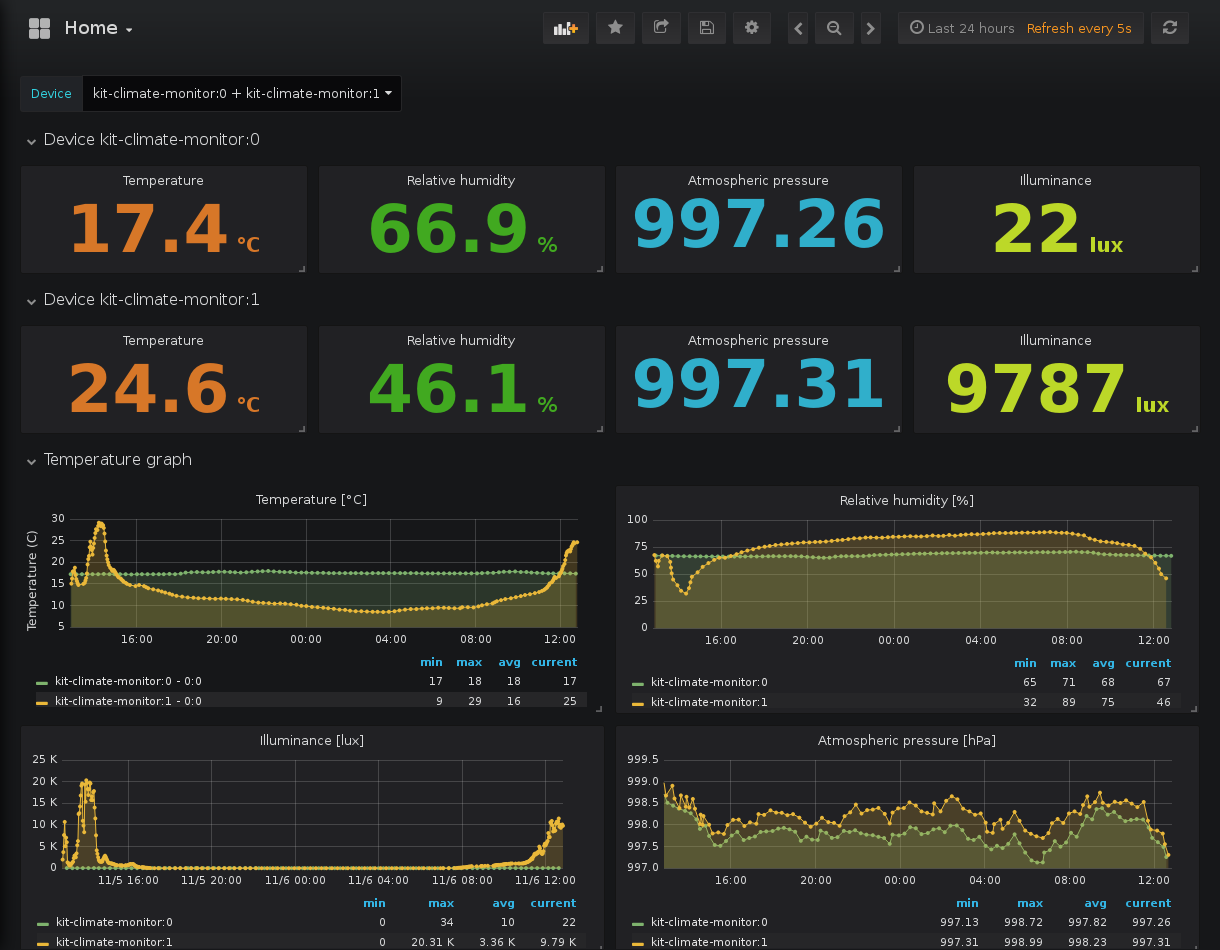 Home
Last 24 hours Refresh every 5s
Device kit-climate-monitor:0 + kit-climate-monitor:1
Device kit-climate-monitor:0
Temperature
17.4 °C
Relative humidity
66.9 %
Atmospheric pressure
997.26
Illuminance
22 lux
Device kit-climate-monitor:1
Temperature
24.6 °C
Relative humidity
46.1 %
Atmospheric pressure
997.31
Illuminance
9787 lux
Temperature graph
Temperature [°C]
Temperature (C)
30
25
20
15
10
5
16:00 20:00 00:00 04:00 08:00 12:00
min max avg current
kit-climate-monitor:0 - 0:0 17 18 18 17
kit-climate-monitor:1 - 0:0 9 29 16 25
Relative humidity [%]
100
75
50
25
0
16:00 20:00 00:00 04:00 08:00 12:00
min max avg current
kit-climate-monitor:0 65 71 68 67
kit-climate-monitor:1 32 89 75 46
Illuminance [lux]
25 K
20 K
15 K
10 K
5 K
0
11/5 16:00 11/5 20:00 11/6 00:00 11/6 04:00 11/6 08:00 11/6 12:00
min max avg current
kit-climate-monitor:0 0 34 10 22
kit-climate-monitor:1 0 20.31 K 3.36 K 9.79 K
Atmospheric pressure [hPa]
999.5
999.0
998.5
998.0
997.5
997.0
16:00 20:00 00:00 04:00 08:00 12:00
min max avg current
kit-climate-monitor:0 997.13 998.72 997.82 997.26
kit-climate-monitor:1 997.31 998.99 998.23 997.31